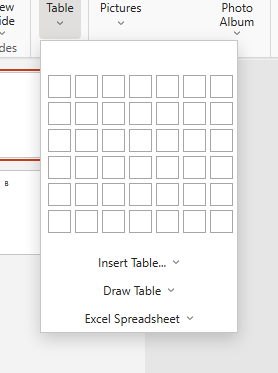 ew Table Pictures Photo
ide Album
des
B
Insert Table...
Draw Table
Excel Spreadsheet